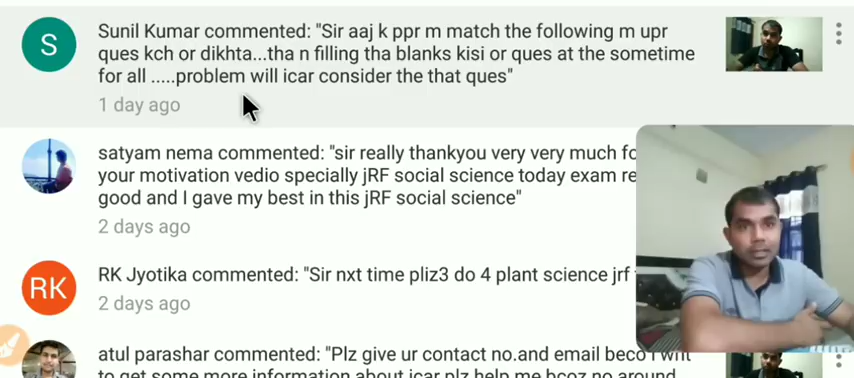 S
Sunil Kumar commented: "Sir aaj k ppr m match the following m upr
ques kch or dikhta...tha n filling tha blanks kisi or ques at the sometime
for all .....problem will icar consider the that ques"
1 day ago
satyam nema commented: "sir really thankyou very very much
your motivation vedio specially jRF social science today exam
good and I gave my best in this jRF social science"
2 days ago
RK
RK Jyotika commented: "Sir nxt time pliz3 do 4 plant science jrf
2 days ago
atul parashar commented: "Plz give ur contact no.and email beco I
to get some more information about icar plz help me bcoz no around